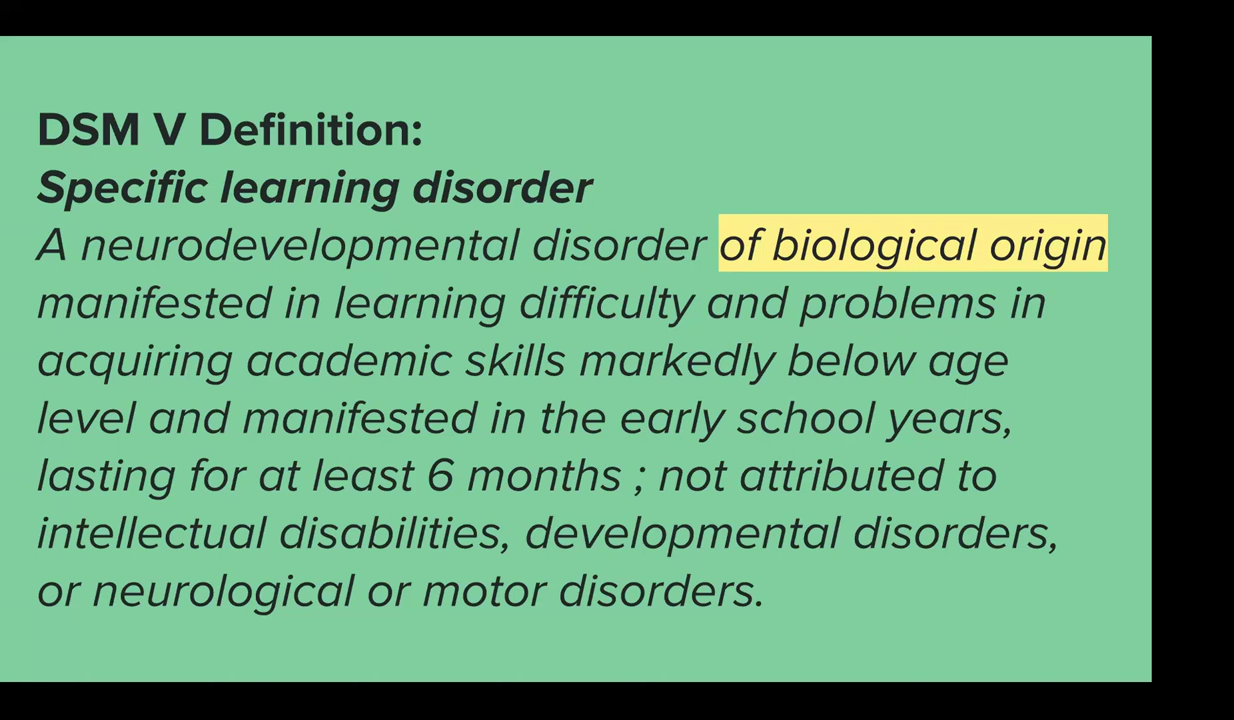 DSM V Definition:
Specific learning disorder
A neurodevelopmental disorder of biological origin
manifested in learning difficulty and problems in
acquiring academic skills markedly below age
level and manifested in the early school years,
lasting for at least 6 months ; not attributed to
intellectual disabilities, developmental disorders,
or neurological or motor disorders.